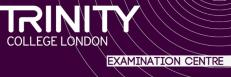 TRINITY
COLLEGE LONDON
EXAMINATION CENTRE